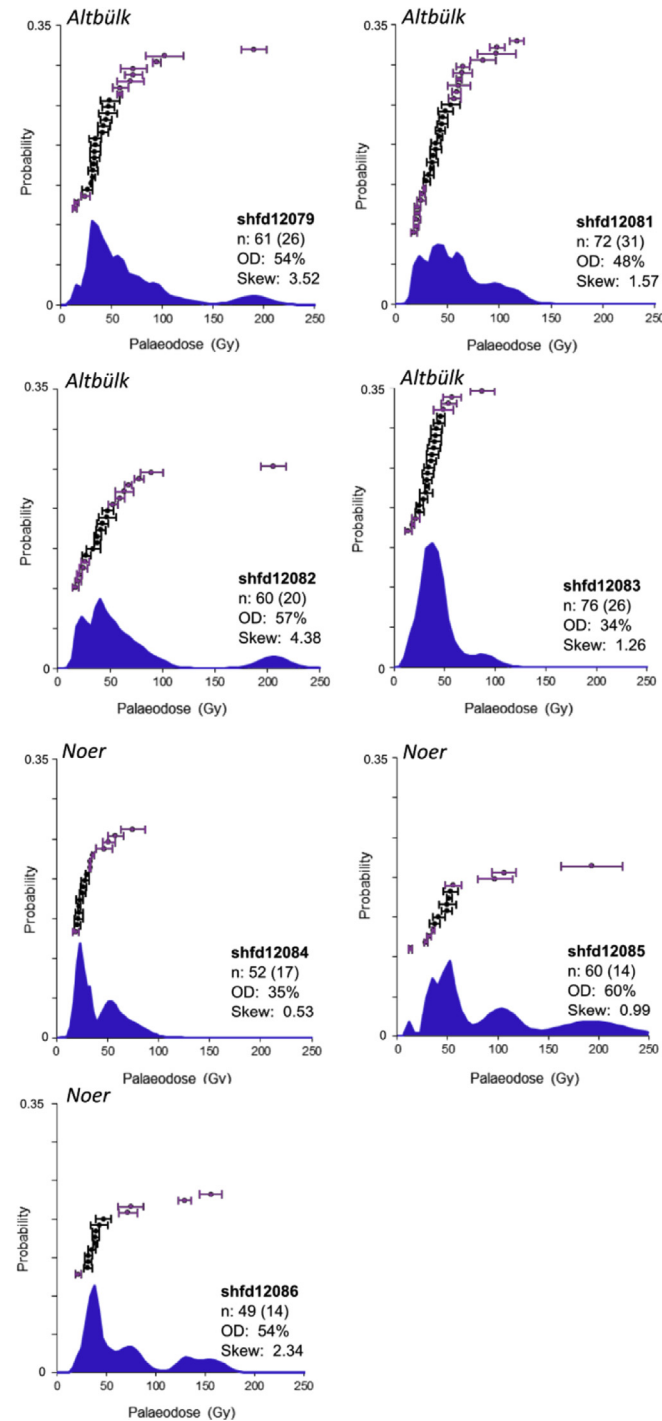 Altbülk
0.35
Probability
shfd12079
n: 61 (26)
OD: 54%
Skew: 3.52
0
0 50 100 150 200 250
Palaeodose (Gy)
Altbülk
0.35
Probability
shfd12081
n: 72 (31)
OD: 48%
Skew: 1.57
0
0 50 100 150 200 250
Palaeodose (Gy)
Altbülk
0.35
Probability
shfd12082
n: 60 (20)
OD: 57%
Skew: 4.38
0
0 50 100 150 200 250
Palaeodose (Gy)
Altbülk
0.35
Probability
shfd12083
n: 76 (26)
OD: 34%
Skew: 1.26
0
0 50 100 150 200 250
Palaeodose (Gy)
Noer
0.35
Probability
shfd12084
n: 52 (17)
OD: 35%
Skew: 0.53
0
0 50 100 150 200 250
Palaeodose (Gy)
Noer
0.35
Probability
shfd12085
n: 60 (14)
OD: 60%
Skew: 0.99
0
0 50 100 150 200 250
Palaeodose (Gy)
Noer
0.35
Probability
shfd12086
n: 49 (14)
OD: 54%
Skew: 2.34
0
0 50 100 150 200 250
Palaeodose (Gy)